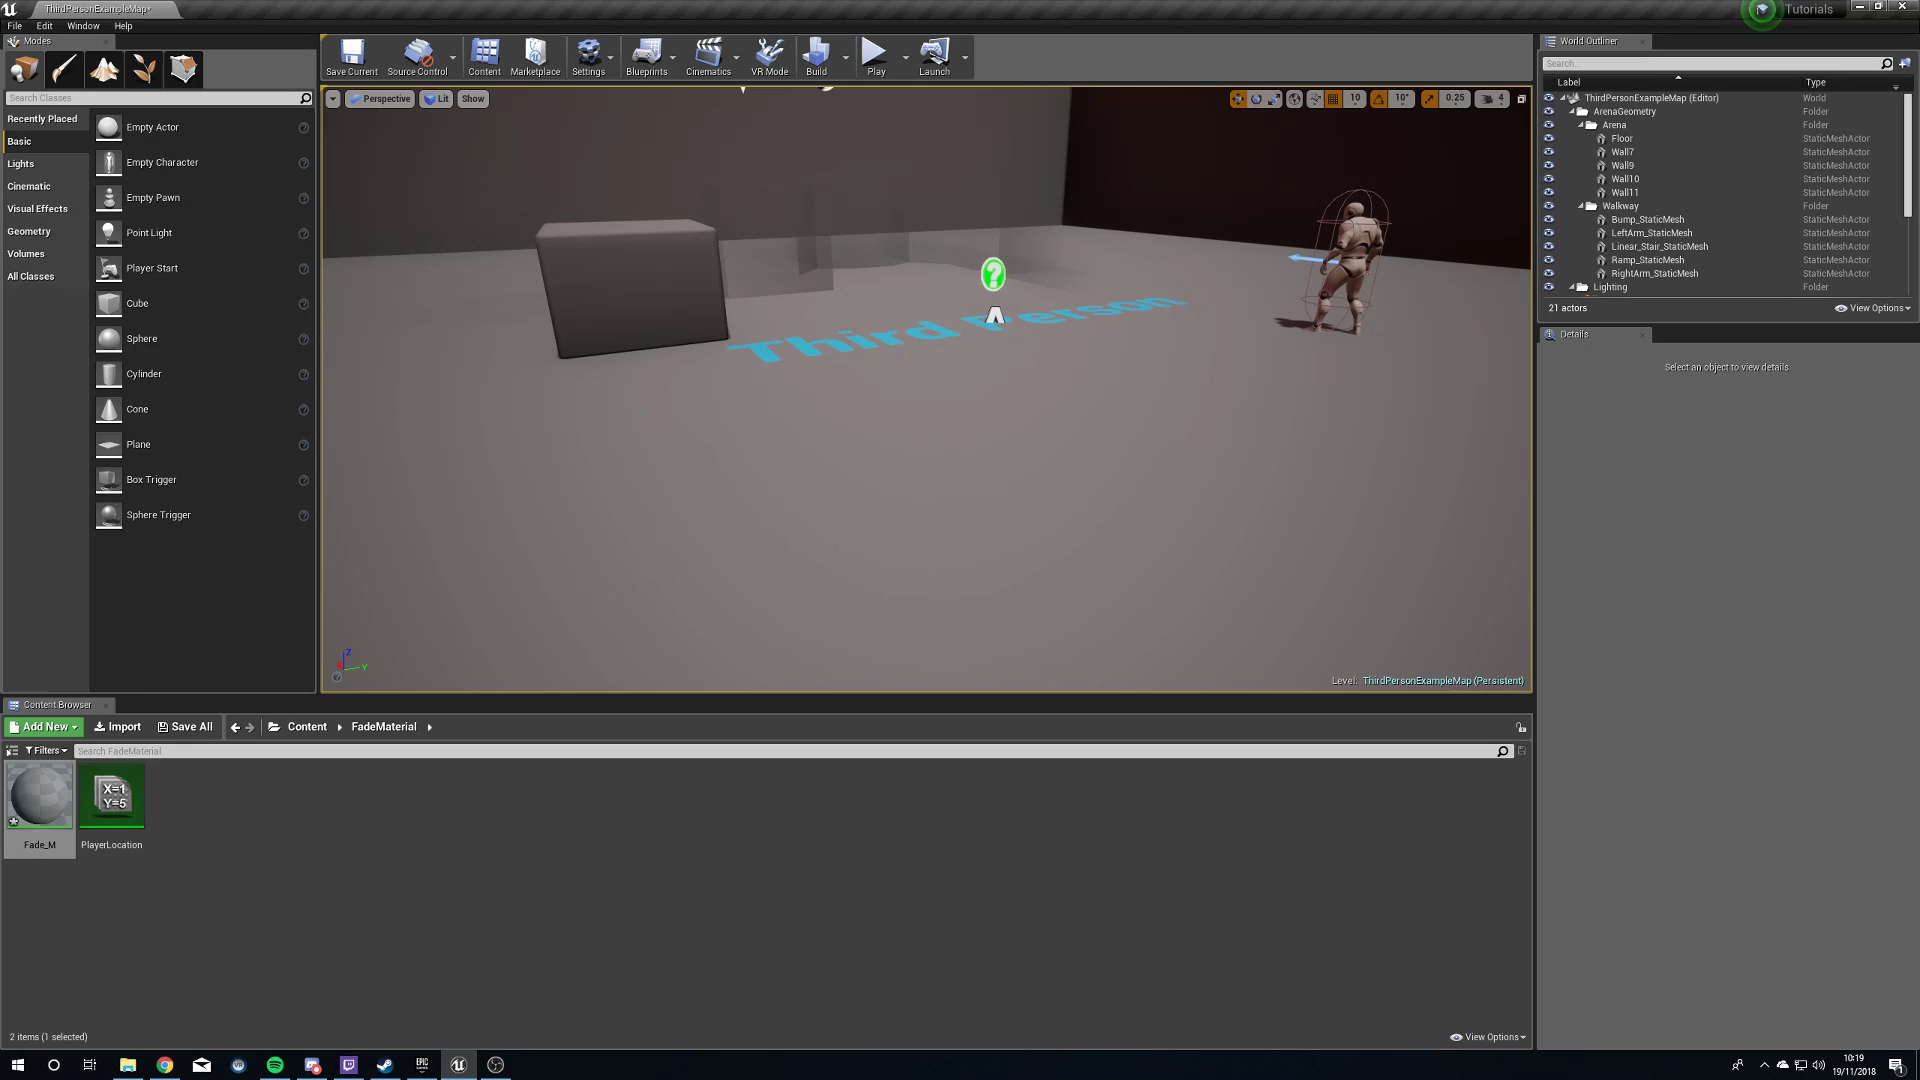 ThirdPersonExampleMap*
Tutorials
File Edit Window Help
Modes
Search Classes
Recently Placed
Basic
Lights
Cinematic
Visual Effects
Geometry
Volumes
All Classes
Empty Actor
Empty Character
Empty Pawn
Point Light
Player Start
Cube
Sphere
Cylinder
Cone
Plane
Box Trigger
Sphere Trigger
Save Current Source Control Content Marketplace Settings Blueprints Cinematics VR Mode Build Play Launch
Perspective Lit Show
10 10° 0.25 4
Third Person
Z
Y
Level: ThirdPersonExampleMap (Persistent)
World Outliner
Search...
Label Type
ThirdPersonExampleMap (Editor) World
ArenaGeometry Folder
Arena Folder
Floor StaticMeshActor
Wall7 StaticMeshActor
Wall9 StaticMeshActor
Wall10 StaticMeshActor
Wall11 StaticMeshActor
Walkway Folder
Bump_StaticMesh StaticMeshActor
LeftArm_StaticMesh StaticMeshActor
Linear_Stair_StaticMesh StaticMeshActor
Ramp_StaticMesh StaticMeshActor
RightArm_StaticMesh StaticMeshActor
Lighting Folder
21 actors View Options
Details
Select an object to view details.
Content Browser
Add New Import Save All Content FadeMaterial
Filters Search FadeMaterial
X=1
Y=5
Fade_M PlayerLocation
2 items (1 selected) View Options
EPIC
GAMES
10:19
19/11/2018